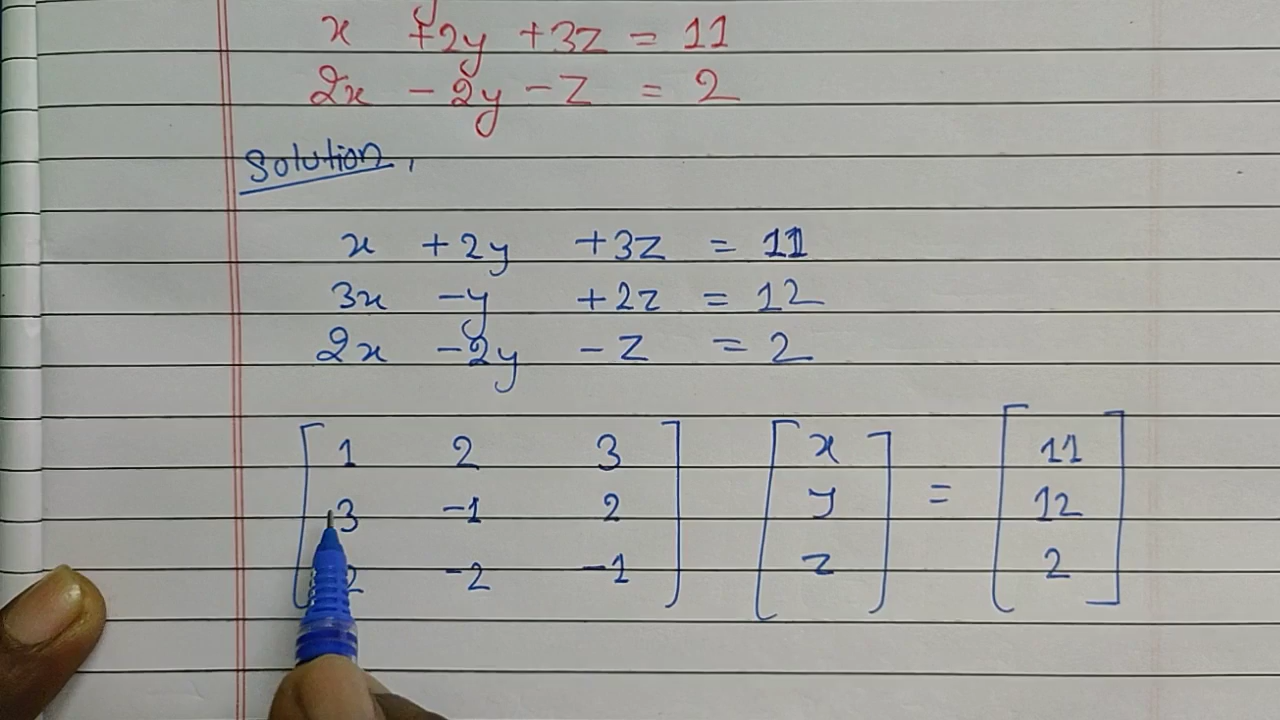 x +2y +3z = 11
2x - 2y - z = 2
Solution,
x +2y +3z = 11
3x -y +2z = 12
2x -2y - z = 2
[ 1 2 3 ] [ x ] = [ 11 ]
[ 3 -1 2 ] [ y ] = [ 12 ]
[ 2 -2 -1 ] [ z ] = [ 2 ]